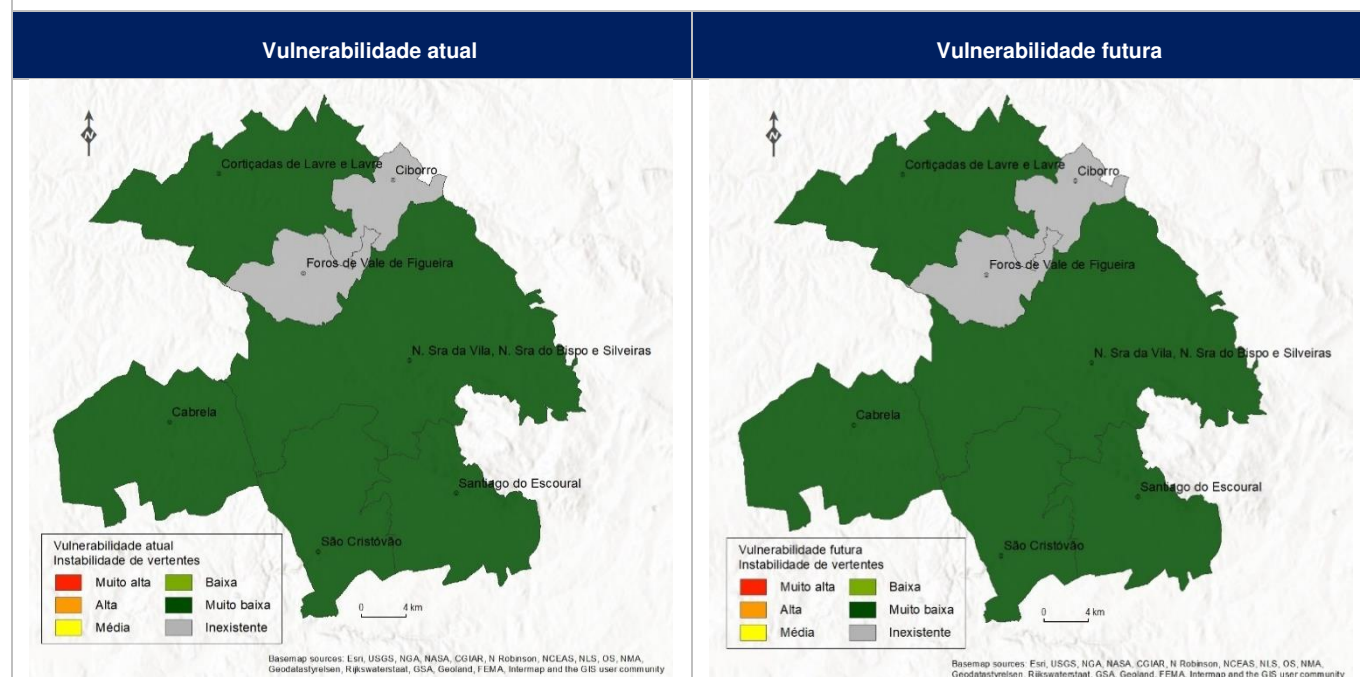 Vulnerabilidade atual
Vulnerabilidade futura
N
Cortiçadas de Lavre e Lavre
Ciborro
Foros de Vale de Figueira
N. Sra da Vila, N. Sra do Bispo e Silveiras
Cabrela
Santiago do Escoural
São Cristóvão
Vulnerabilidade atual
Instabilidade de vertentes
Muito alta
Baixa
Alta
Muito baixa
Média
Inexistente
0 4 km
Basemap sources: Esri, USGS, NGA, NASA, CGIAR, N Robinson, NCEAS, NLS, OS, NMA,
Geodatastyrelsen, Rijkswaterstaat, GSA, Geoland, FEMA, Intermap and the GIS user community
N
Cortiçadas de Lavre e Lavre
Ciborro
Foros de Vale de Figueira
N. Sra da Vila, N. Sra do Bispo e Silveiras
Cabrela
Santiago do Escoural
São Cristóvão
Vulnerabilidade futura
Instabilidade de vertentes
Muito alta
Baixa
Alta
Muito baixa
Média
Inexistente
0 4 km
Basemap sources: Esri, USGS, NGA, NASA, CGIAR, N Robinson, NCEAS, NLS, OS, NMA,
Geodatastyrelsen, Rijkswaterstaat, GSA, Geoland, FEMA, Intermap and the GIS user community